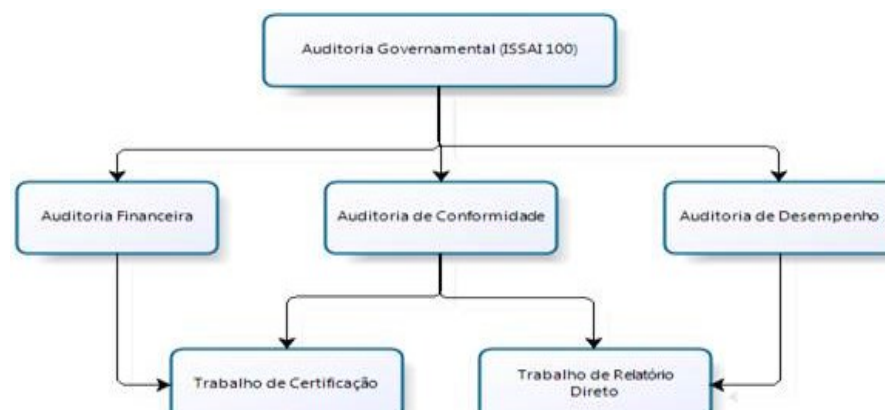 Auditoria Governamental (ISSAI 100)
Auditoria Financeira
Auditoria de Conformidade
Auditoria de Desempenho
Trabalho de Certificação
Trabalho de Relatório
Direto